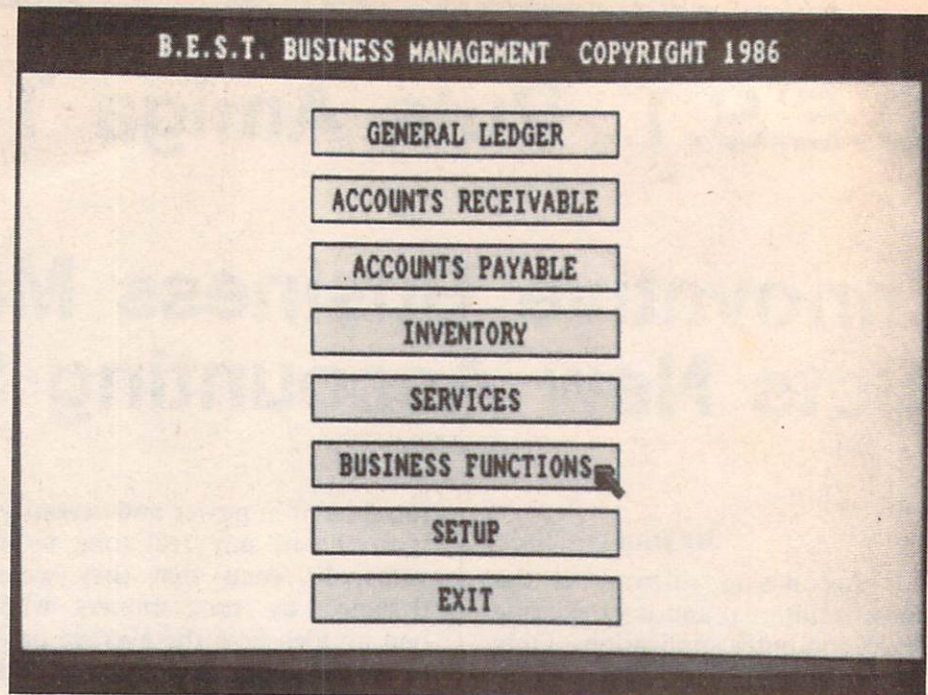 B.E.S.T. BUSINESS MANAGEMENT COPYRIGHT 1986
GENERAL LEDGER
ACCOUNTS RECEIVABLE
ACCOUNTS PAYABLE
INVENTORY
SERVICES
BUSINESS FUNCTIONS
SETUP
EXIT